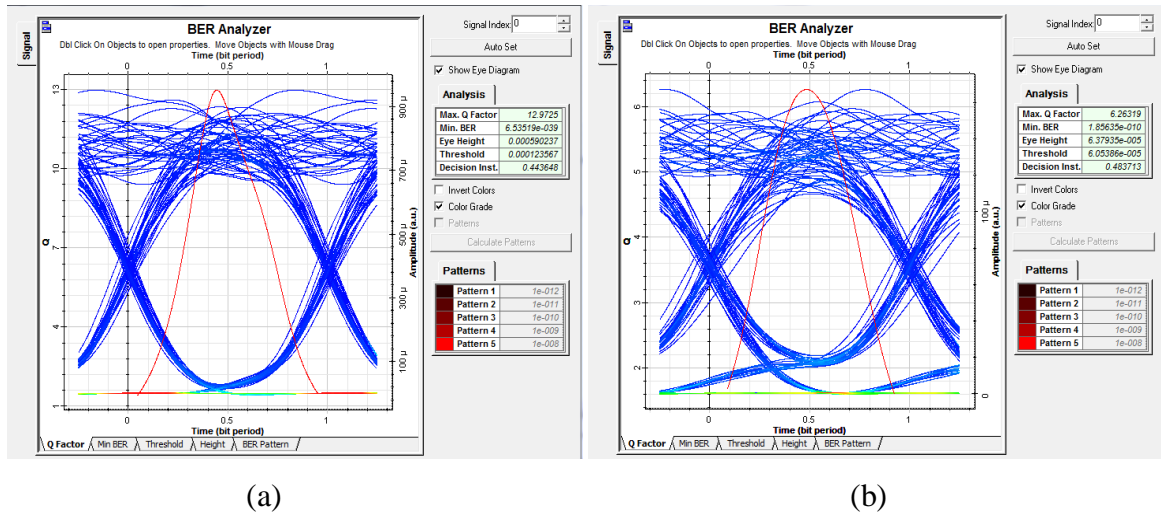 BER Analyzer
Dbl Click On Objects to open properties. Move Objects with Mouse Drag
Time (bit period)
0 0.5 1
Signal
Q
13
10
7
4
1
Amplitude (a.u.)
900 µ
700 µ
500 µ
300 µ
100 µ
0 0.5 1
Time (bit period)
Q Factor Min BER Threshold Height BER Pattern
Signal Index: 0
Auto Set
Show Eye Diagram
Analysis
Max. Q Factor 12.9725
Min. BER 6.53519e-039
Eye Height 0.000590237
Threshold 0.000123567
Decision Inst. 0.443648
Invert Colors
Color Grade
Patterns
Calculate Patterns
Patterns
Pattern 1 1e-012
Pattern 2 1e-011
Pattern 3 1e-010
Pattern 4 1e-009
Pattern 5 1e-008
(a)
BER Analyzer
Dbl Click On Objects to open properties. Move Objects with Mouse Drag
Time (bit period)
0 0.5 1
Signal
Q
6
5
4
3
2
Amplitude (a.u.)
100 µ
0
0 0.5 1
Time (bit period)
Q Factor Min BER Threshold Height BER Pattern
Signal Index: 0
Auto Set
Show Eye Diagram
Analysis
Max. Q Factor 6.26319
Min. BER 1.85635e-010
Eye Height 6.37935e-005
Threshold 6.05386e-005
Decision Inst. 0.483713
Invert Colors
Color Grade
Patterns
Calculate Patterns
Patterns
Pattern 1 1e-012
Pattern 2 1e-011
Pattern 3 1e-010
Pattern 4 1e-009
Pattern 5 1e-008
(b)